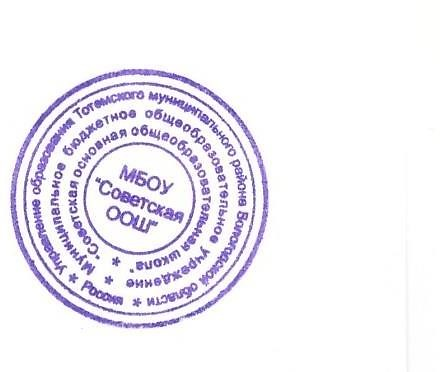 Россия * Управление образования Тотемского муниципального района Вологодской области *
Муниципальное бюджетное общеобразовательное учреждение *
"Советская основная общеобразовательная школа" *
МБОУ
"Советская
ООШ"